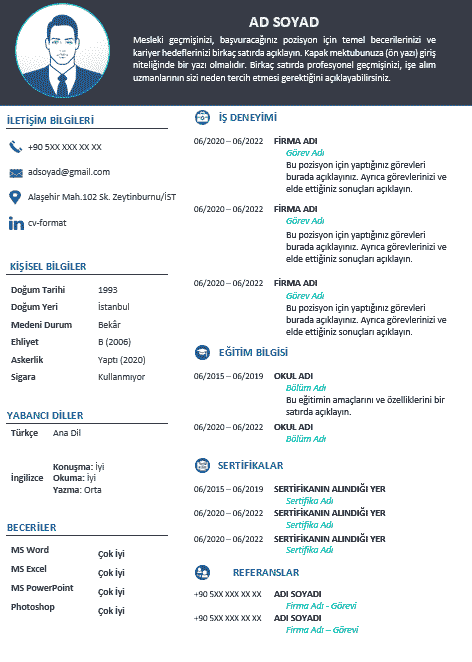 AD SOYAD
Mesleki geçmişinizi, başvuracağınız pozisyon için temel becerilerinizi ve
kariyer hedeflerinizi birkaç satırda açıklayın. Kapak mektubunuza (ön yazı) giriş
niteliğinde bir yazı olmalıdır. Birkaç satırda profesyonel geçmişinizi, işe alım
uzmanlarının sizi neden tercih etmesi gerektiğini açıklayabilirsiniz.
İLETİŞİM BİLGİLERİ
+90 5XX XXX XX XX
adsoyad@gmail.com
Alaşehir Mah.102 Sk. Zeytinburnu/İST
in cv-format
KİŞİSEL BİLGİLER
Doğum Tarihi 1993
Doğum Yeri İstanbul
Medeni Durum Bekâr
Ehliyet B (2006)
Askerlik Yaptı (2020)
Sigara Kullanmıyor
YABANCI DİLLER
Türkçe Ana Dil
Konuşma: İyi
İngilizce Okuma: İyi
Yazma: Orta
BECERİLER
MS Word Çok İyi
MS Excel Çok İyi
MS PowerPoint Çok İyi
Photoshop Çok İyi
İŞ DENEYİMİ
06/2020 – 06/2022 FİRMA ADI
Görev Adı
Bu pozisyon için yaptığınız görevleri
burada açıklayınız. Ayrıca görevlerinizi ve
elde ettiğiniz sonuçları açıklayın.
06/2020 – 06/2022 FİRMA ADI
Görev Adı
Bu pozisyon için yaptığınız görevleri
burada açıklayınız. Ayrıca görevlerinizi ve
elde ettiğiniz sonuçları açıklayın.
06/2020 – 06/2022 FİRMA ADI
Görev Adı
Bu pozisyon için yaptığınız görevleri
burada açıklayınız. Ayrıca görevlerinizi ve
elde ettiğiniz sonuçları açıklayın.
EĞİTİM BİLGİSİ
06/2015 – 06/2019 OKUL ADI
Bölüm Adı
Bu eğitimin amaçlarını ve özelliklerini bir
satırda açıklayın.
06/2020 – 06/2022 OKUL ADI
Bölüm Adı
SERTİFİKALAR
06/2015 – 06/2019 SERTİFİKANIN ALINDIĞI YER
Sertifika Adı
06/2020 – 06/2022 SERTİFİKANIN ALINDIĞI YER
Sertifika Adı
06/2020 – 06/2022 SERTİFİKANIN ALINDIĞI YER
Sertifika Adı
REFERANSLAR
+90 5XX XXX XX XX ADI SOYADI
Firma Adı - Görevi
+90 5XX XXX XX XX ADI SOYADI
Firma Adı – Görevi